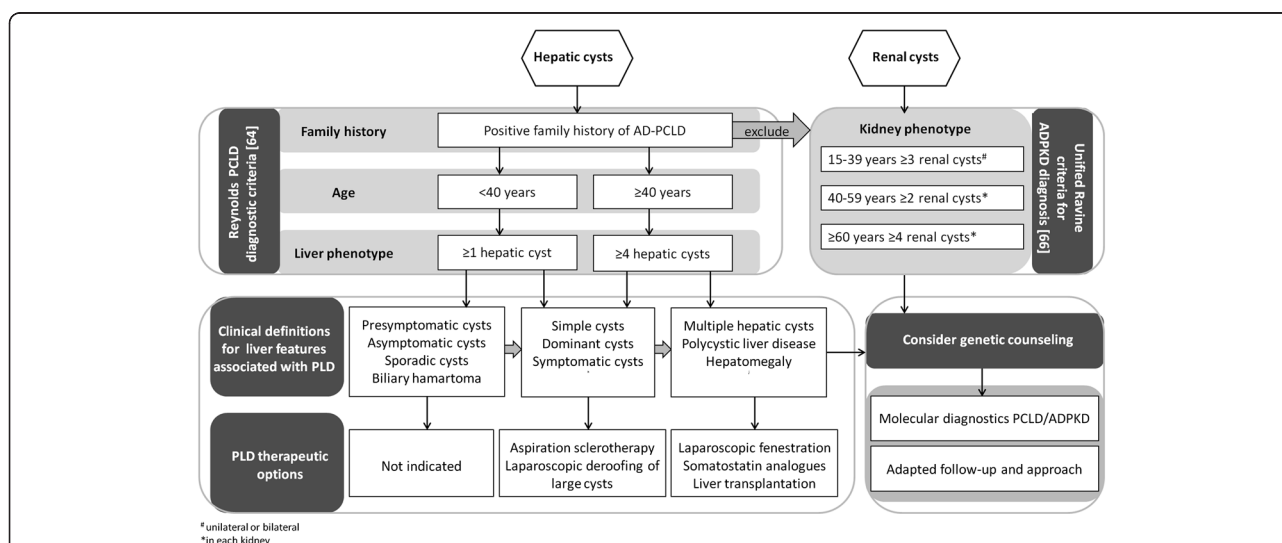 Hepatic cysts
Renal cysts
Reynolds PCLD
diagnostic criteria [64]
Family history
Positive family history of AD-PCLD
exclude
Age
<40 years
≥40 years
Liver phenotype
≥1 hepatic cyst
≥4 hepatic cysts
Kidney phenotype
15-39 years ≥3 renal cysts#
40-59 years ≥2 renal cysts*
≥60 years ≥4 renal cysts*
Unified Ravine
criteria for
ADPKD diagnosis [66]
Clinical definitions
for liver features
associated with PLD
Presymptomatic cysts
Asymptomatic cysts
Sporadic cysts
Biliary hamartoma
Simple cysts
Dominant cysts
Symptomatic cysts
Multiple hepatic cysts
Polycystic liver disease
Hepatomegaly
Consider genetic counseling
Molecular diagnostics PCLD/ADPKD
Adapted follow-up and approach
PLD therapeutic
options
Not indicated
Aspiration sclerotherapy
Laparoscopic deroofing of
large cysts
Laparoscopic fenestration
Somatostatin analogues
Liver transplantation
# unilateral or bilateral
*in each kidney